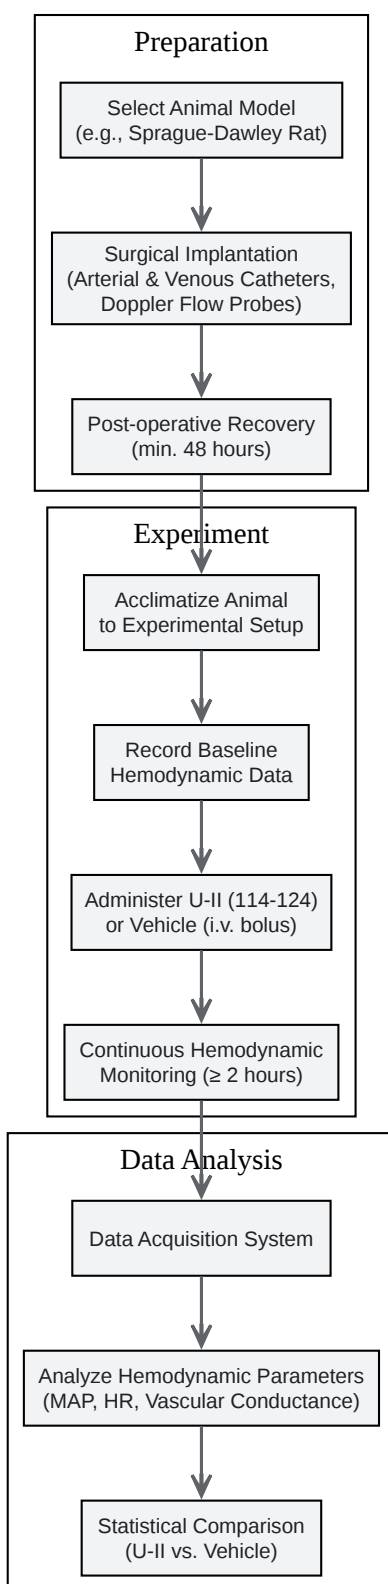 Preparation
Select Animal Model
(e.g., Sprague-Dawley Rat)
Surgical Implantation
(Arterial & Venous Catheters,
Doppler Flow Probes)
Post-operative Recovery
(min. 48 hours)
Experiment
Acclimatize Animal
to Experimental Setup
Record Baseline
Hemodynamic Data
Administer U-II (114-124)
or Vehicle (i.v. bolus)
Continuous Hemodynamic
Monitoring (≥ 2 hours)
Data Analysis
Data Acquisition System
Analyze Hemodynamic Parameters
(MAP, HR, Vascular Conductance)
Statistical Comparison
(U-II vs. Vehicle)